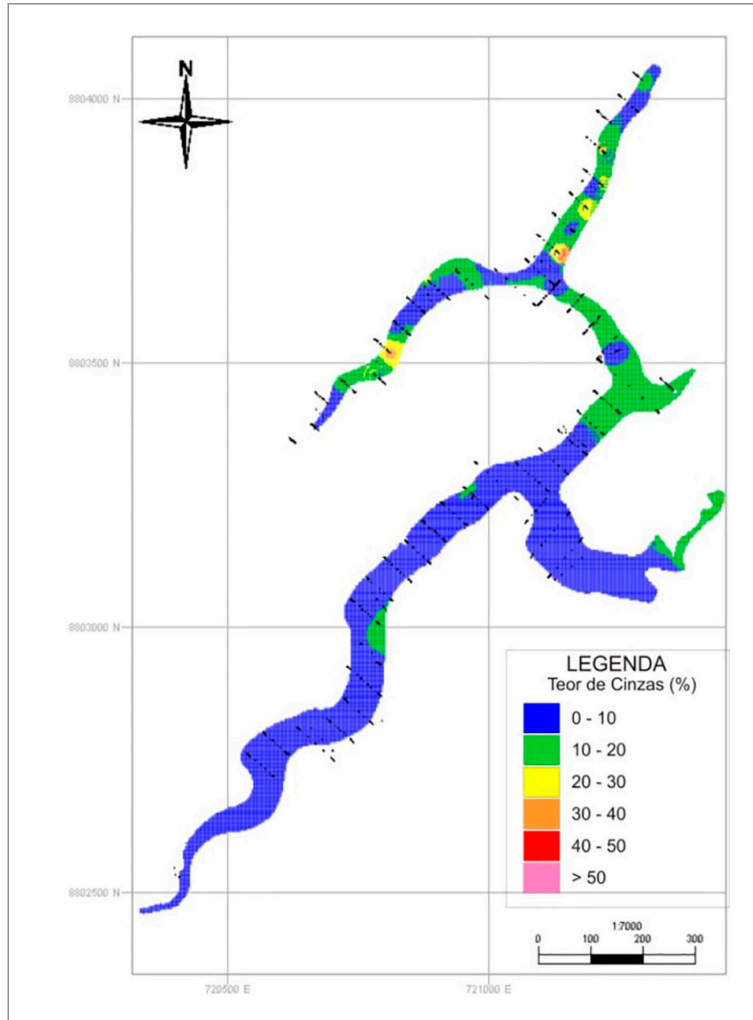 N
8804000 N
8803500 N
8803000 N
LEGENDA
Teor de Cinzas (%)
0 - 10
10 - 20
20 - 30
30 - 40
40 - 50
> 50
8802500 N
1:7000
0 100 200 300
720500 E 721000 E